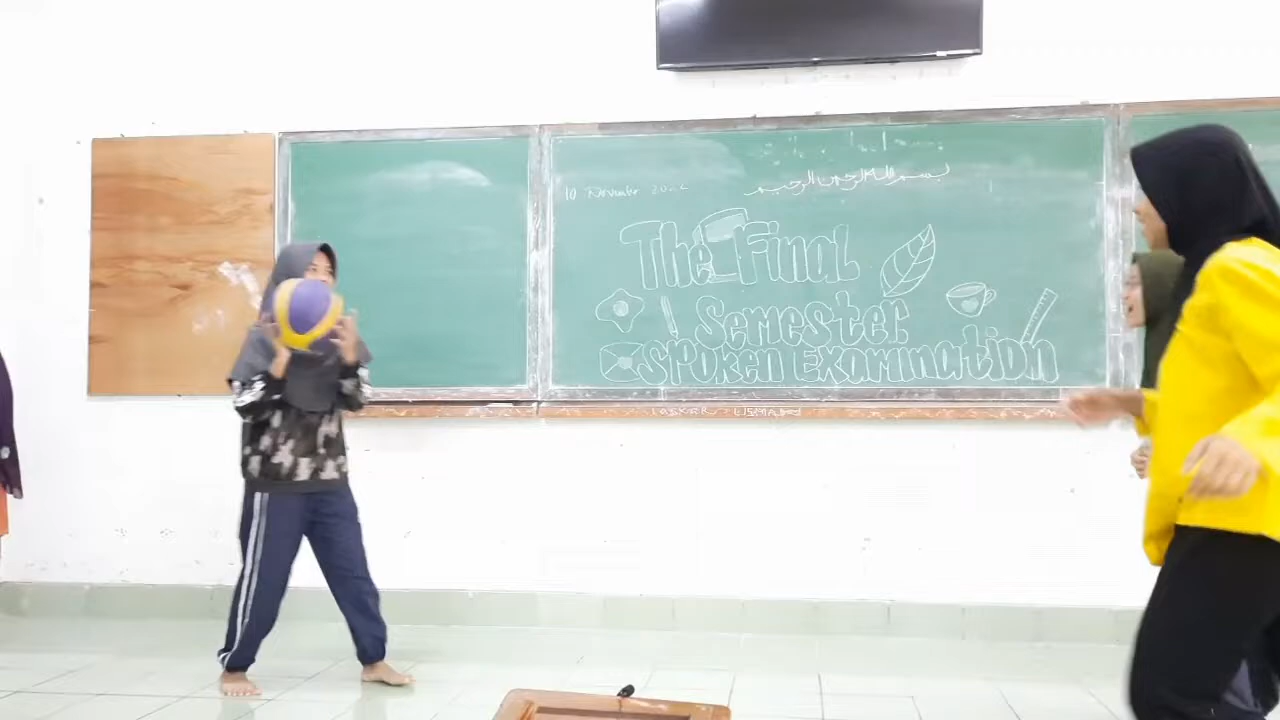 بسم الله الرحمن الرحيم
10 November 2022
The Final
Semester
Spoken Examination